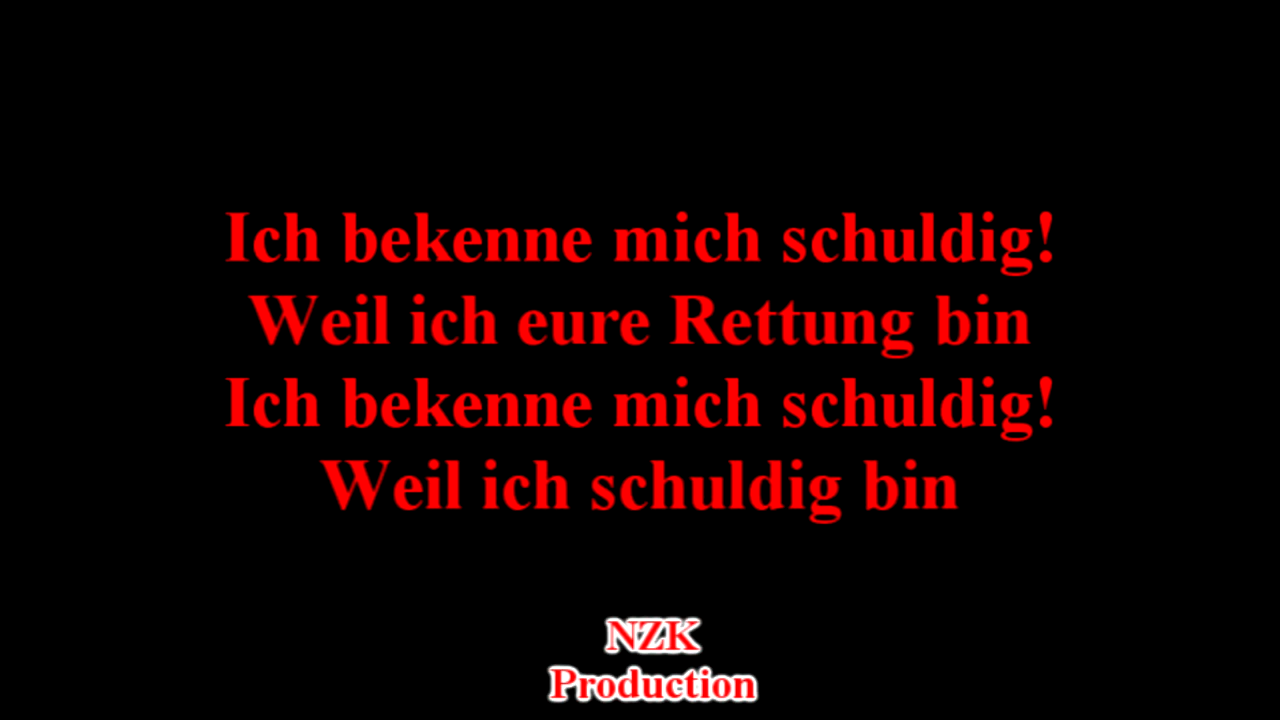 Ich bekenne mich schuldig!
Weil ich eure Rettung bin
Ich bekenne mich schuldig!
Weil ich schuldig bin
NZK
Production